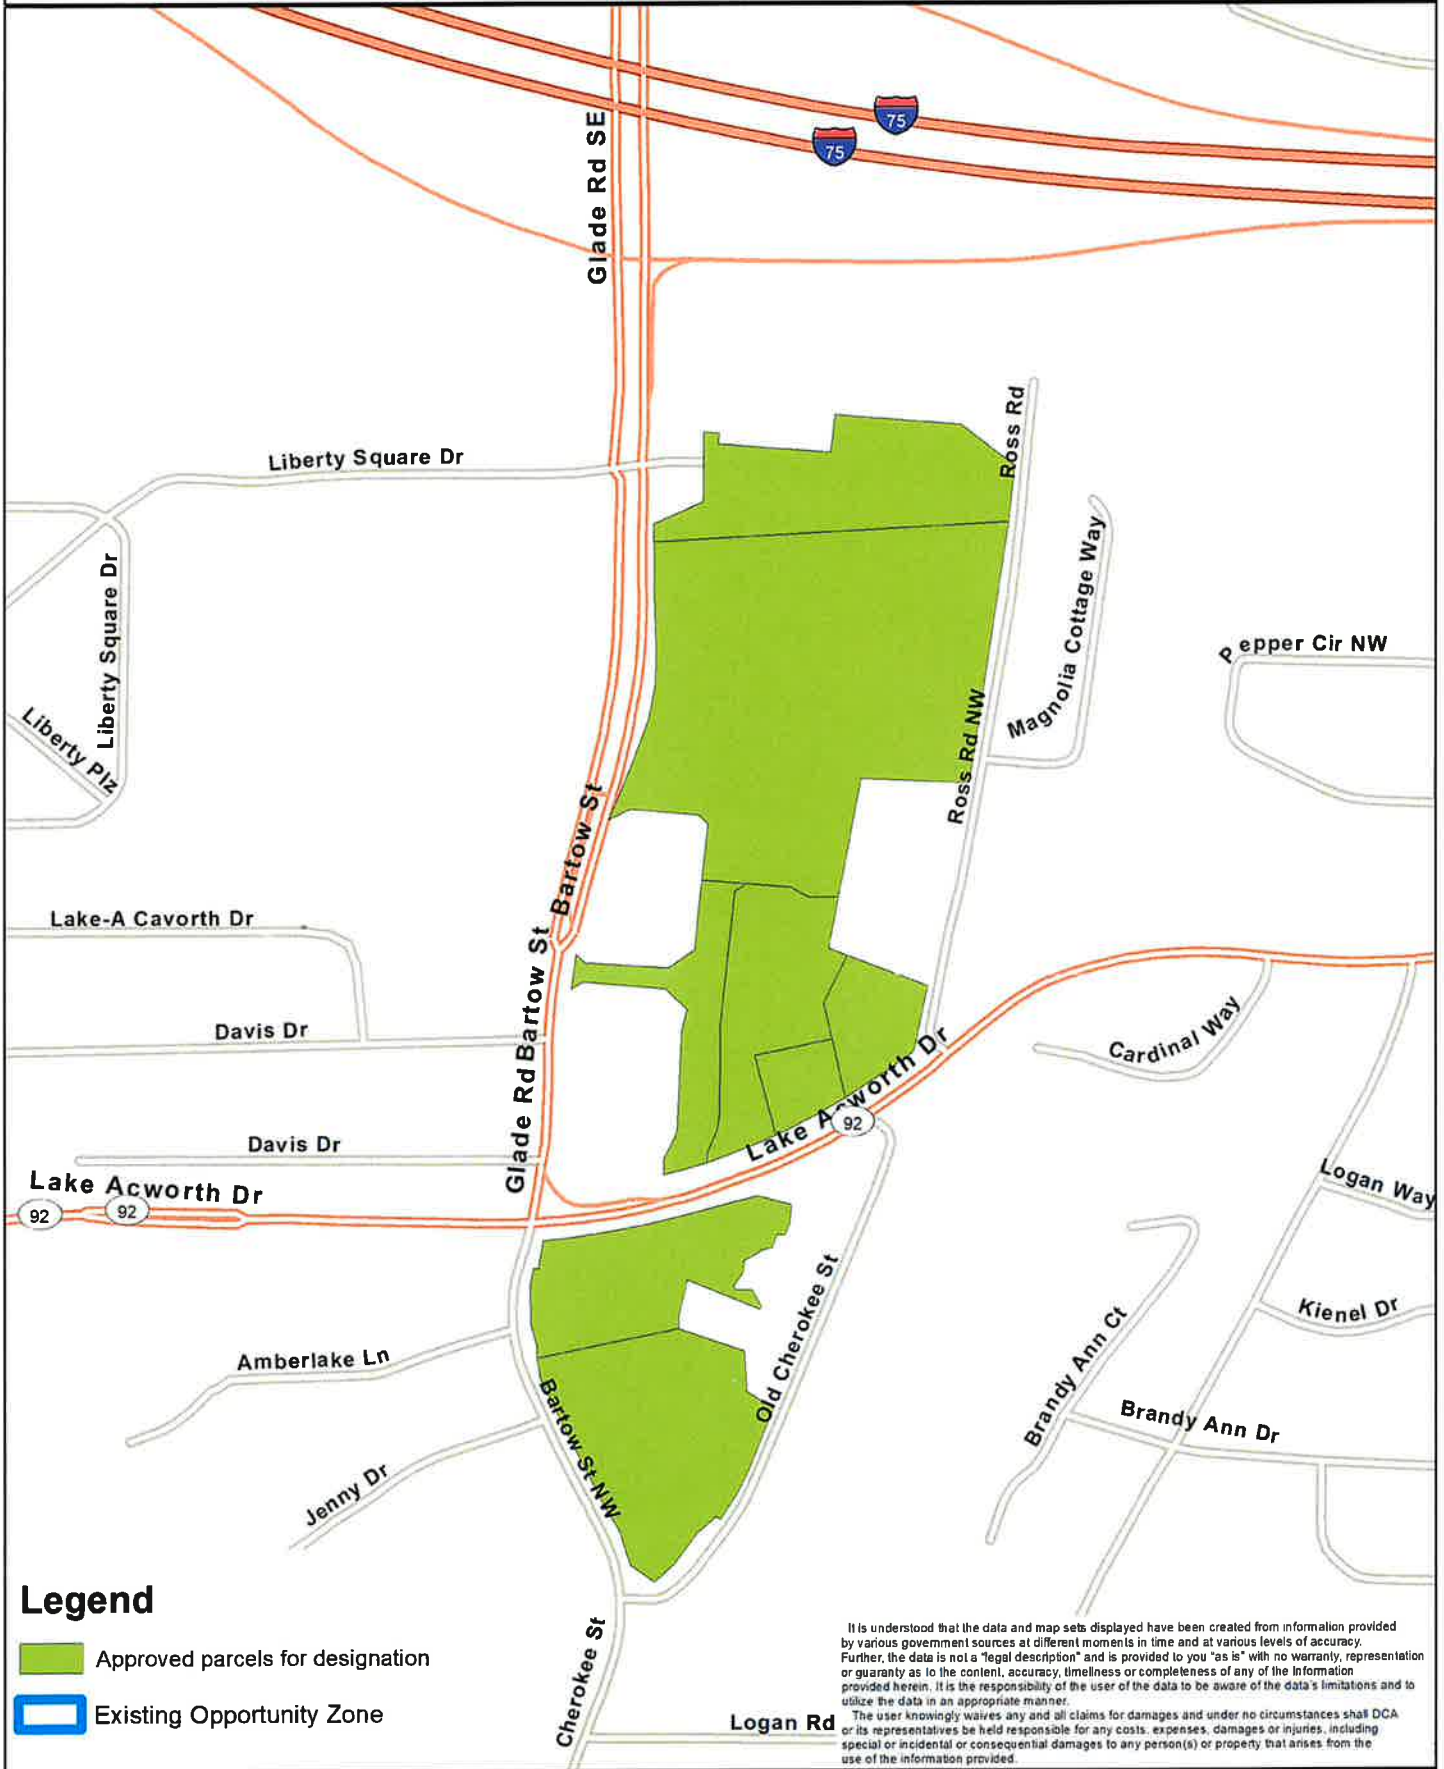 75
75
Glade Rd SE
Ross Rd
Liberty Square Dr
Magnolia Cottage Way
Liberty Square Dr
Pepper Cir NW
Liberty Plz
Ross Rd NW
Bartow St
Lake-A Cavorth Dr
Bartow St
Davis Dr
Cardinal Way
Glade Rd
Lake Acworth Dr
92
Davis Dr
Lake Acworth Dr
92
92
Logan Way
Old Cherokee St
Kienel Dr
Amberlake Ln
Brandy Ann Ct
Bartow St NW
Brandy Ann Dr
Jenny Dr
Legend
Approved parcels for designation
Existing Opportunity Zone
Cherokee St
Logan Rd
It is understood that the data and map sets displayed have been created from information provided
by various government sources at different moments in time and at various levels of accuracy.
Further, the data is not a "legal description" and is provided to you "as is" with no warranty, representation
or guaranty as to the content, accuracy, timeliness or completeness of any of the information
provided herein. It is the responsibility of the user of the data to be aware of the data's limitations and to
utilize the data in an appropriate manner.
The user knowingly waives any and all claims for damages and under no circumstances shall DCA
or its representatives be held responsible for any costs, expenses, damages or injuries, including
special or incidental or consequential damages to any person(s) or property that arises from the
use of the information provided.